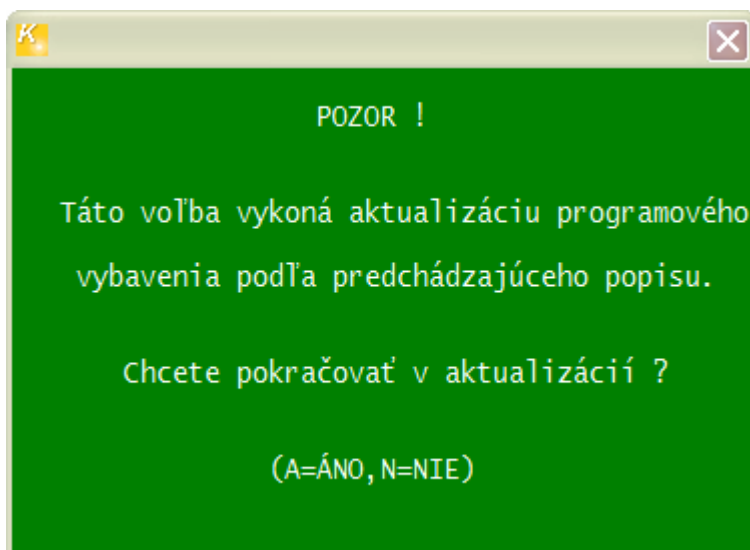 K
POZOR !
Táto voľba vykoná aktualizáciu programového
vybavenia podľa predchádzajúceho popisu.
Chcete pokračovať v aktualizácií ?
(A=ÁNO,N=NIE)